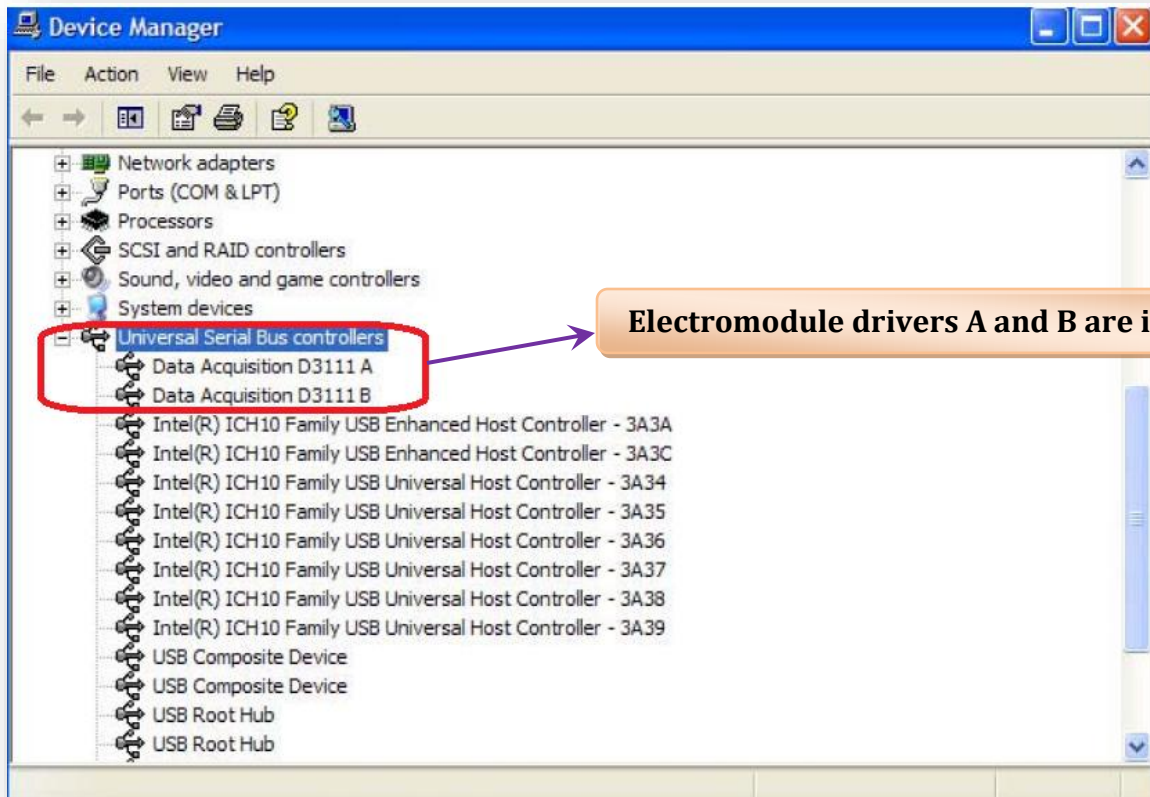 Device Manager
File Action View Help
Network adapters
Ports (COM & LPT)
Processors
SCSI and RAID controllers
Sound, video and game controllers
System devices
Electromodule drivers A and B are
Universal Serial Bus controllers
Data Acquisition D3111 A
Data Acquisition D3111 B
Intel(R) ICH10 Family USB Enhanced Host Controller - 3A3A
Intel(R) ICH10 Family USB Enhanced Host Controller - 3A3C
Intel(R) ICH10 Family USB Universal Host Controller - 3A34
Intel(R) ICH10 Family USB Universal Host Controller - 3A35
Intel(R) ICH10 Family USB Universal Host Controller - 3A36
Intel(R) ICH10 Family USB Universal Host Controller - 3A37
Intel(R) ICH10 Family USB Universal Host Controller - 3A38
Intel(R) ICH10 Family USB Universal Host Controller - 3A39
USB Composite Device
USB Composite Device
USB Root Hub
USB Root Hub